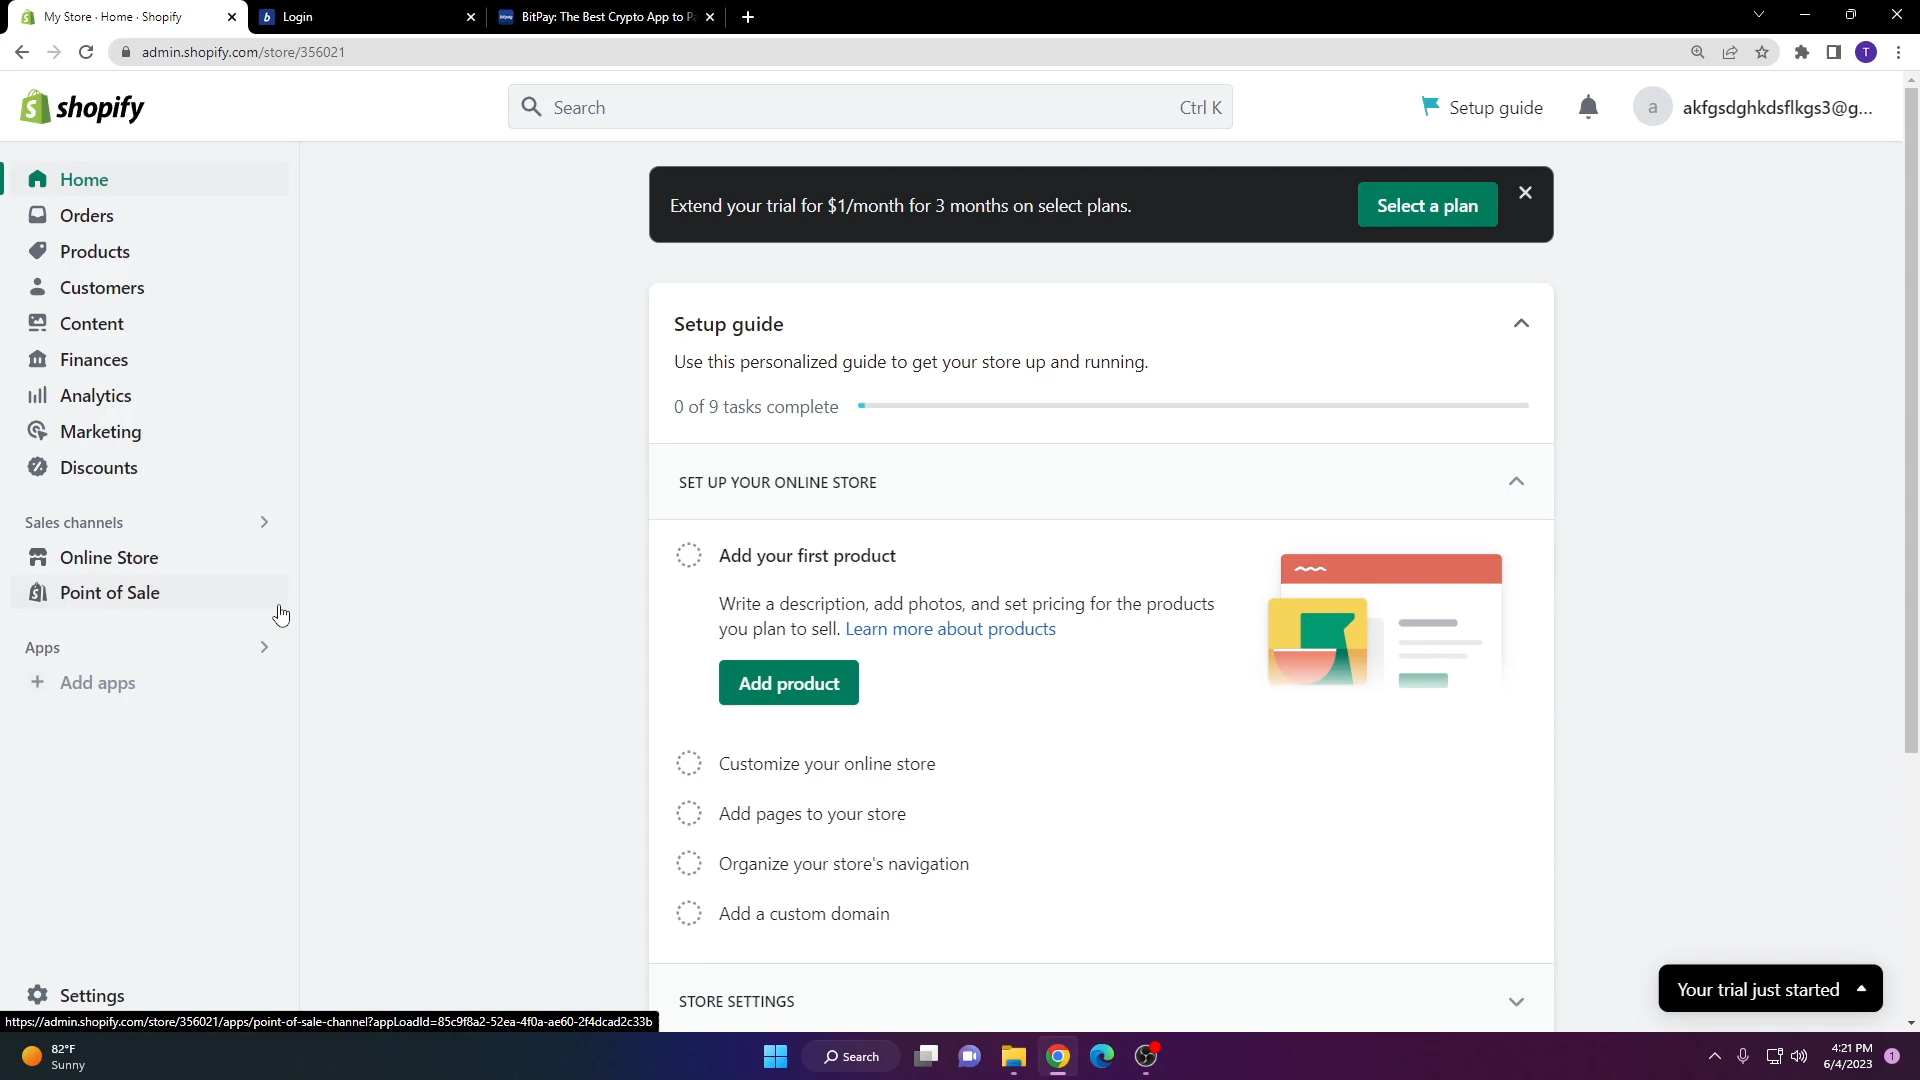 My Store · Home · Shopify
Login
BitPay: The Best Crypto App to Pa
admin.shopify.com/store/356021
T
shopify
Search
Ctrl K
Setup guide
a
akfgsdghkdsflkgs3@g...
Home
Orders
Products
Customers
Content
Finances
Analytics
Marketing
Discounts
Sales channels
Online Store
Point of Sale
Apps
Add apps
Settings
Extend your trial for $1/month for 3 months on select plans.
Select a plan
Setup guide
Use this personalized guide to get your store up and running.
0 of 9 tasks complete
SET UP YOUR ONLINE STORE
Add your first product
Write a description, add photos, and set pricing for the products
you plan to sell. Learn more about products
Add product
Customize your online store
Add pages to your store
Organize your store's navigation
Add a custom domain
STORE SETTINGS
Your trial just started
https://admin.shopify.com/store/356021/apps/point-of-sale-channel?appLoadId=85c9f8a2-52ea-4f0a-ae60-2f4dcad2c33b
82°F
Sunny
Search
4:21 PM
6/4/2023
1